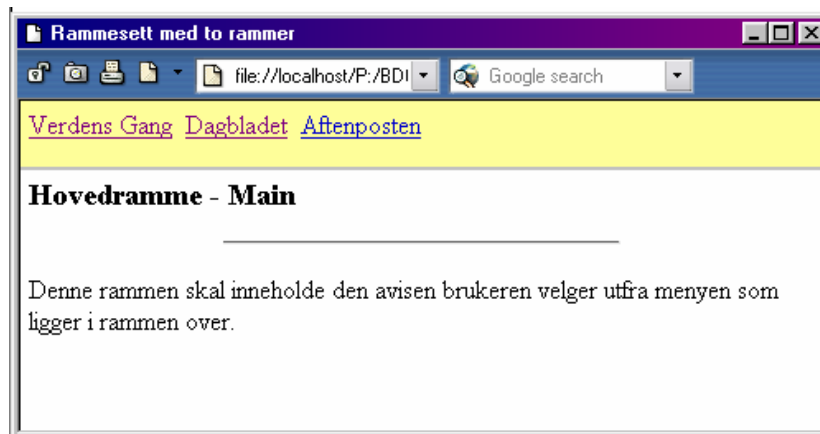 Rammesett med to rammer
file://localhost/P:/BD
Google search
Verdens Gang Dagbladet Aftenposten
Hovedramme - Main
Denne rammen skal inneholde den avisen brukeren velger utfra menyen som
ligger i rammen over.